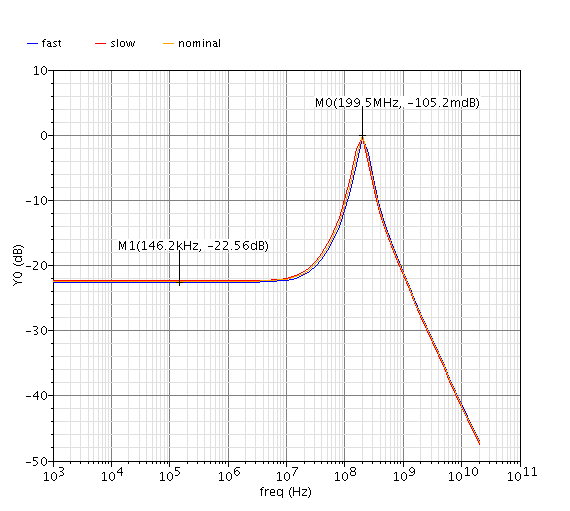 fast slow nominal
10
M0(199.5MHz, -105.2mdB)
0
-10
Y0 (dB)
M1(146.2kHz, -22.56dB)
-20
-30
-40
-50
10^3 10^4 10^5 10^6 10^7 10^8 10^9 10^10 10^11
freq (Hz)